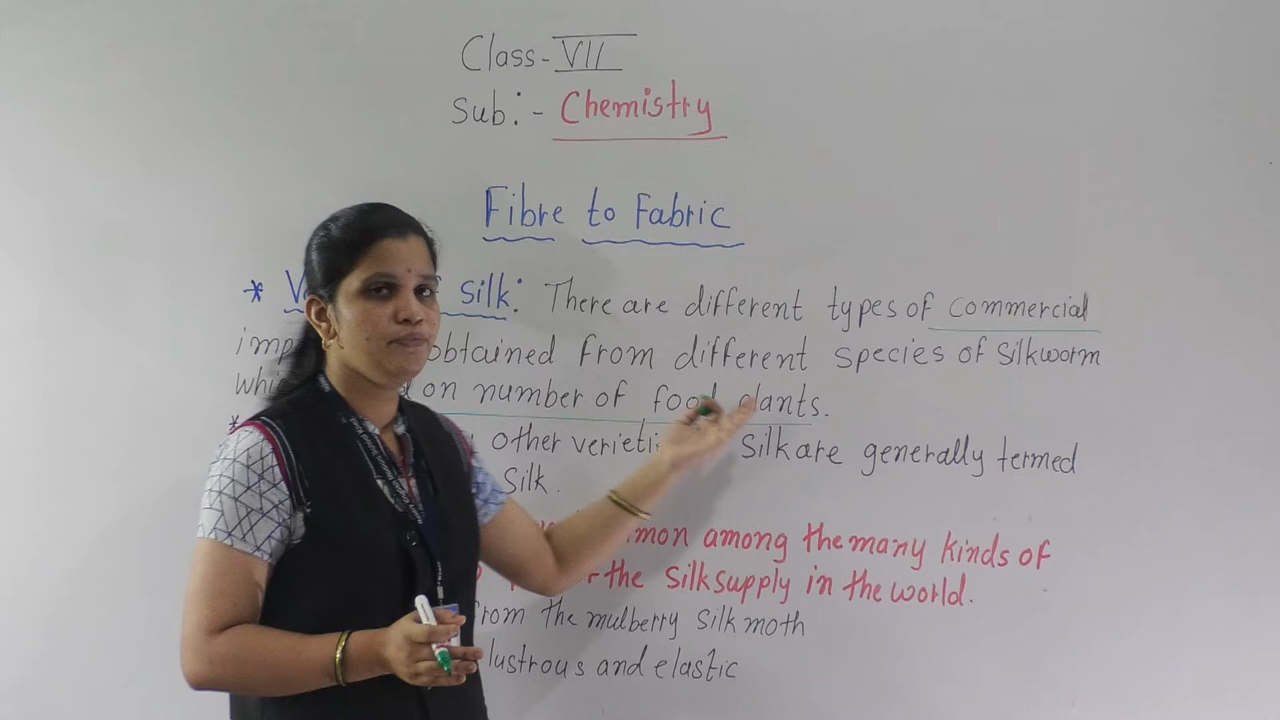 Class - VII
Sub:- Chemistry
Fibre to Fabric
* silk: There are different types of commercial
obtained from different species of silkworm
on number of food plants.
* other verieti silk are generally termed
silk.
among the many kinds of
the silk supply in the world.
from the mulberry silk moth
lustrous and elastic